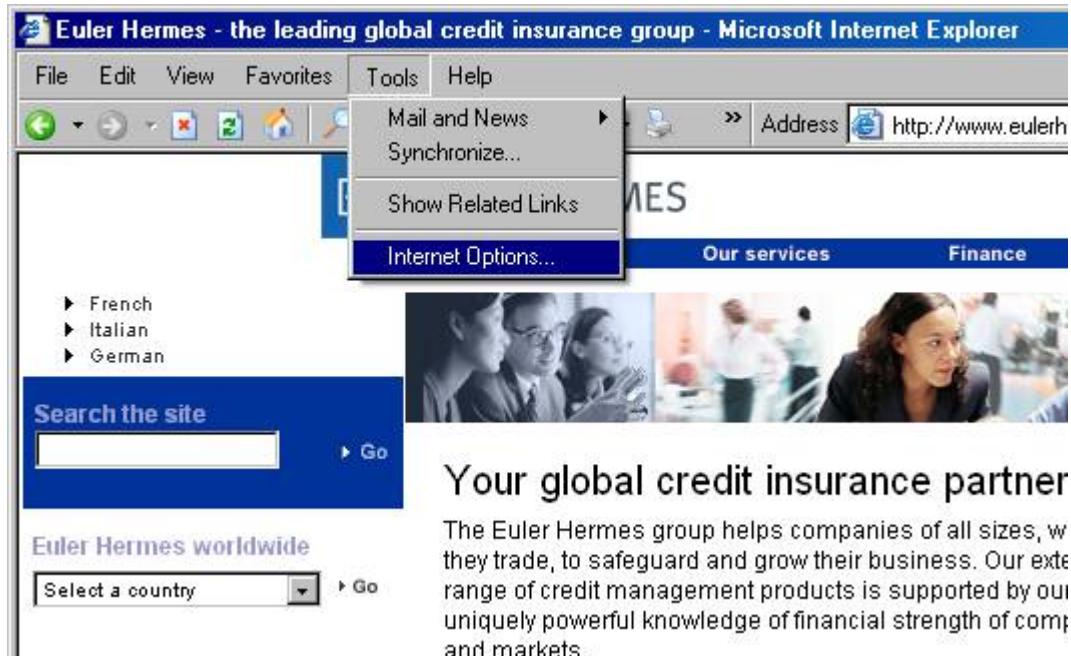 Euler Hermes - the leading global credit insurance group - Microsoft Internet Explorer
File Edit View Favorites Tools Help
Mail and News
Synchronize...
Show Related Links
Internet Options...
» Address http://www.eulerh
MES
Our services Finance
French
Italian
German
Search the site
Go
Your global credit insurance partner
The Euler Hermes group helps companies of all sizes, w
they trade, to safeguard and grow their business. Our exte
range of credit management products is supported by our
uniquely powerful knowledge of financial strength of comp
and markets
Euler Hermes worldwide
Select a country Go